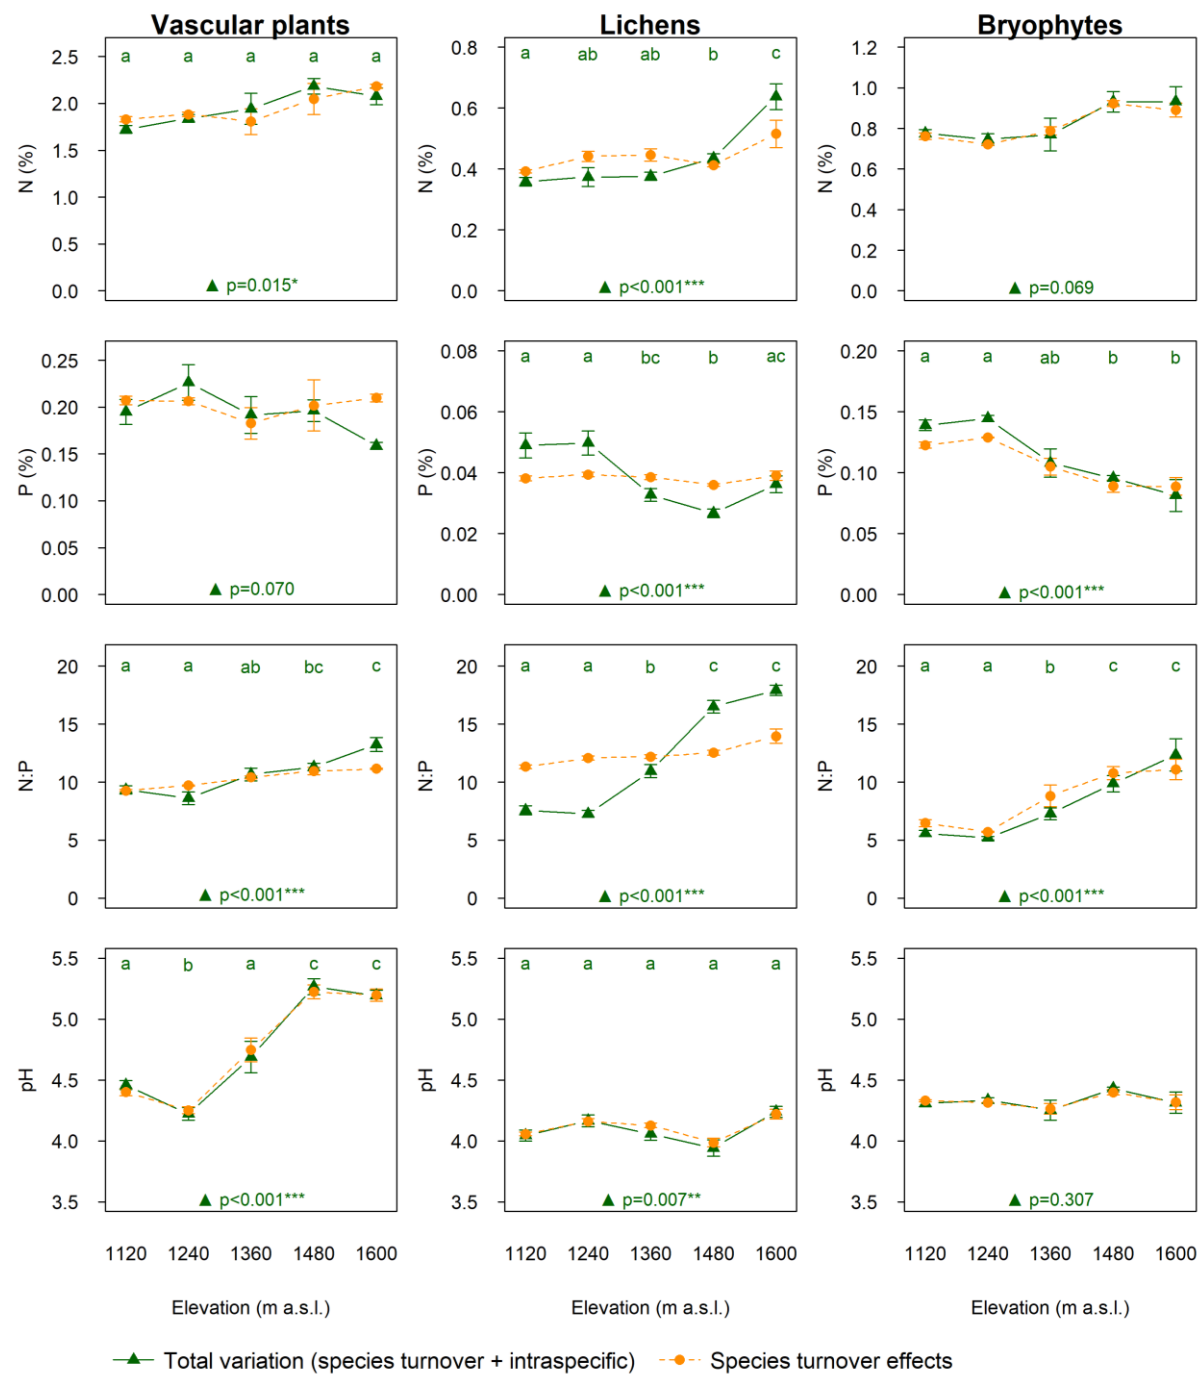 Vascular plants
Lichens
Bryophytes
a a a a a
2.5
2.0
1.5
1.0
0.5
0.0
N (%)
▲ p=0.015*
a ab ab b c
0.8
0.6
0.4
0.2
0.0
N (%)
▲ p<0.001***
1.2
1.0
0.8
0.6
0.4
0.2
0.0
N (%)
▲ p=0.069
0.25
0.20
0.15
0.10
0.05
0.00
P (%)
▲ p=0.070
a a bc b ac
0.08
0.06
0.04
0.02
0.00
P (%)
▲ p<0.001***
a a ab b b
0.20
0.15
0.10
0.05
0.00
P (%)
▲ p<0.001***
a a ab bc c
20
15
10
5
0
N:P
▲ p<0.001***
a a b c c
20
15
10
5
0
N:P
▲ p<0.001***
a a b c c
20
15
10
5
0
N:P
▲ p<0.001***
a b a c c
5.5
5.0
4.5
4.0
3.5
pH
▲ p<0.001***
a a a a a
5.5
5.0
4.5
4.0
3.5
pH
▲ p=0.007**
5.5
5.0
4.5
4.0
3.5
pH
▲ p=0.307
1120 1240 1360 1480 1600
1120 1240 1360 1480 1600
1120 1240 1360 1480 1600
Elevation (m a.s.l.)
Elevation (m a.s.l.)
Elevation (m a.s.l.)
Total variation (species turnover + intraspecific)
Species turnover effects